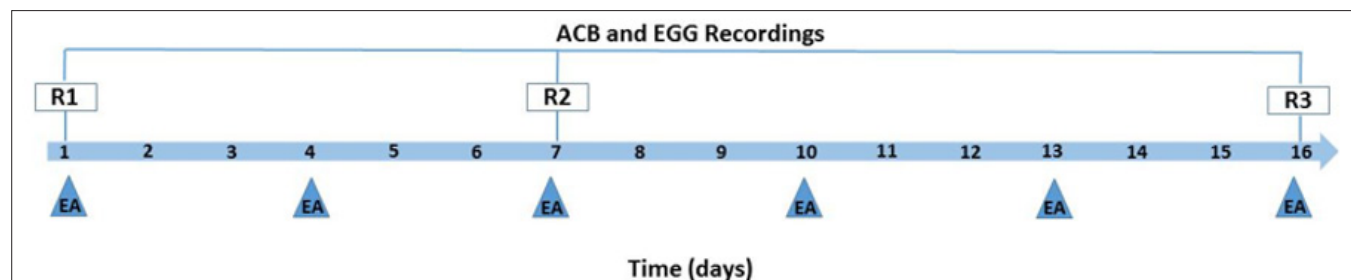 ACB and EGG Recordings
R1 R2 R3
1 2 3 4 5 6 7 8 9 10 11 12 13 14 15 16
EA EA EA EA EA EA
Time (days)